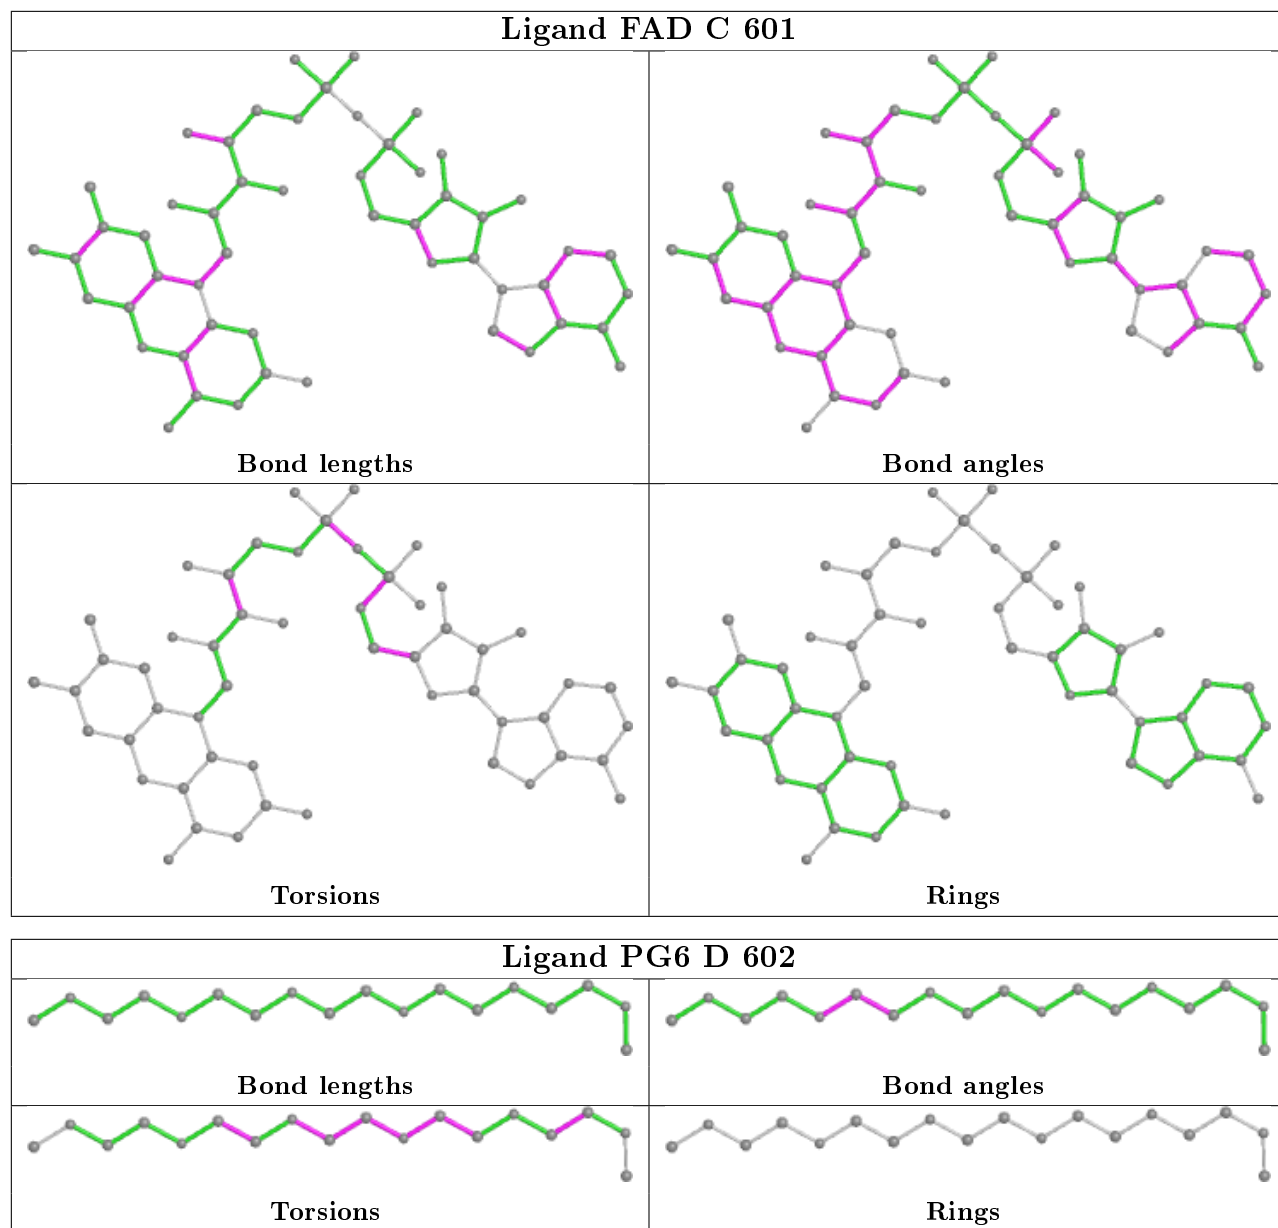 Ligand FAD C 601
Bond lengths
Bond angles
Torsions
Rings
Ligand PG6 D 602
Bond lengths
Bond angles
Torsions
Rings